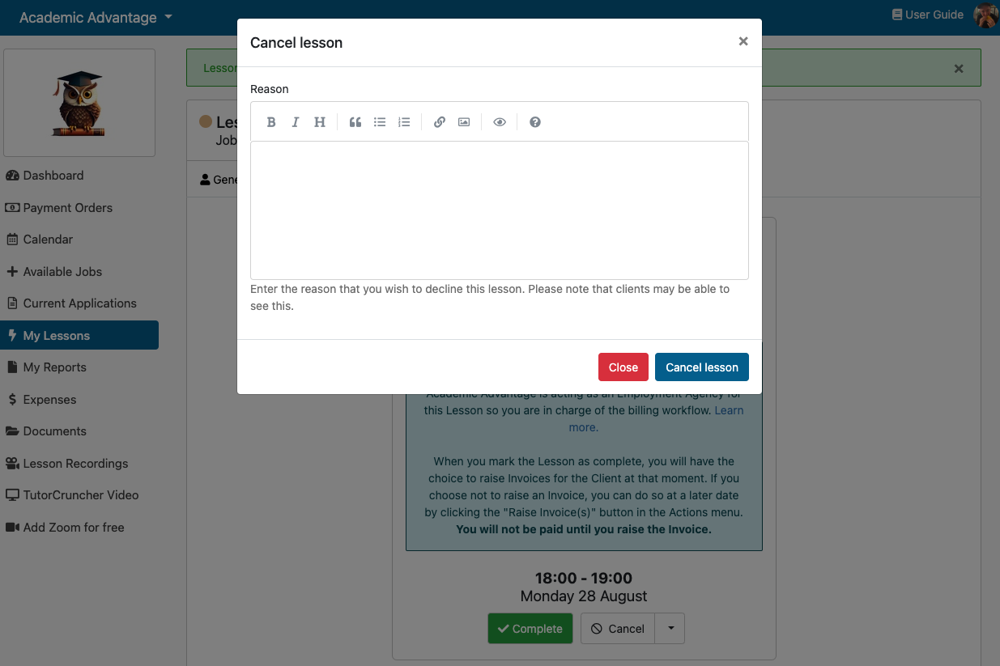 Academic Advantage
User Guide
Cancel lesson
Reason
B I H
Enter the reason that you wish to decline this lesson. Please note that clients may be able to
see this.
Close
Cancel lesson
Dashboard
Payment Orders
Calendar
Available Jobs
Current Applications
My Lessons
My Reports
Expenses
Documents
Lesson Recordings
TutorCruncher Video
Add Zoom for free
Lesson
Les
Job
Gene
Academic Advantage is acting as an Employment Agency for
this Lesson so you are in charge of the billing workflow. Learn
more.
When you mark the Lesson as complete, you will have the
choice to raise Invoices for the Client at that moment. If you
choose not to raise an Invoice, you can do so at a later date
by clicking the "Raise Invoice(s)" button in the Actions menu.
You will not be paid until you raise the Invoice.
18:00 - 19:00
Monday 28 August
Complete
Cancel